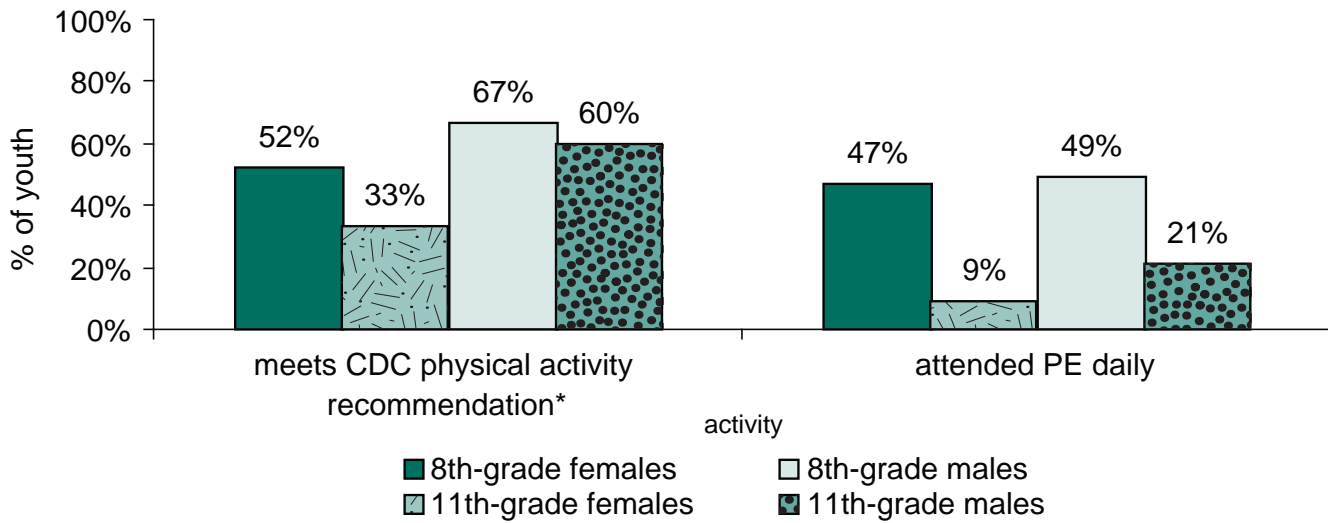 100%
80%
60%
40%
20%
0%
% of youth
52%
33%
67%
60%
47%
9%
49%
21%
meets CDC physical activity
recommendation*
attended PE daily
activity
8th-grade females
8th-grade males
11th-grade females
11th-grade males